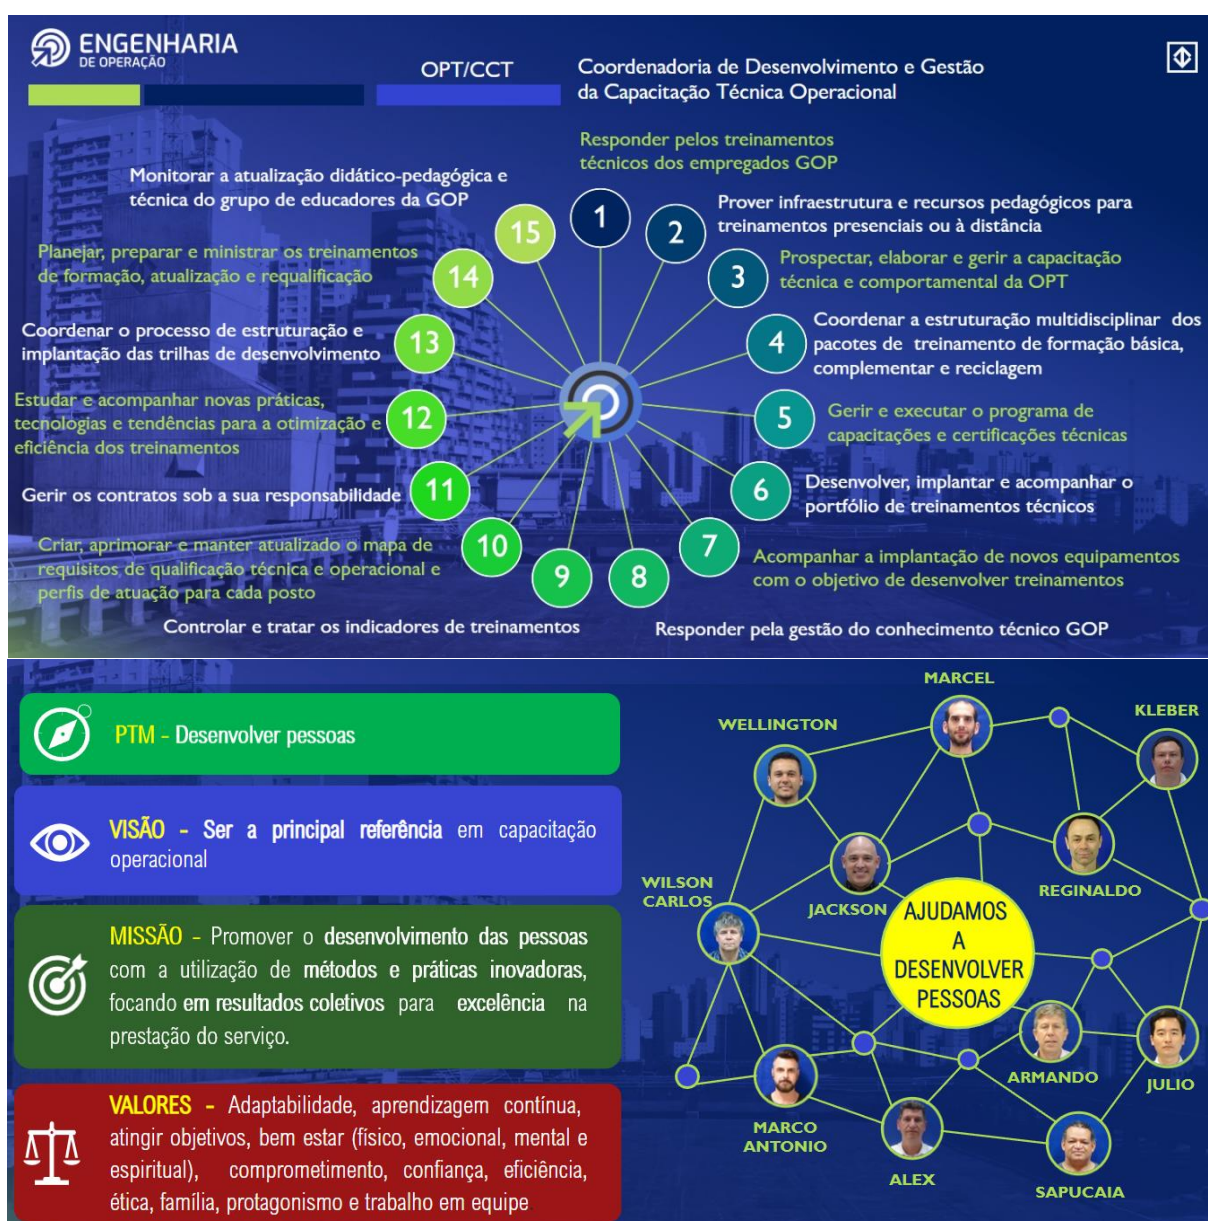 ENGENHARIA
DE OPERAÇÃO
OPT/CCT
Coordenadoria de Desenvolvimento e Gestão
da Capacitação Técnica Operacional
1
Responder pelos treinamentos
técnicos dos empregados GOP
2
Prover infraestrutura e recursos pedagógicos para
treinamentos presenciais ou à distância
3
Prospectar, elaborar e gerir a capacitação
técnica e comportamental da OPT
4
Coordenar a estruturação multidisciplinar dos
pacotes de treinamento de formação básica,
complementar e reciclagem
5
Gerir e executar o programa de
capacitações e certificações técnicas
6
Desenvolver, implantar e acompanhar o
portfólio de treinamentos técnicos
7
Acompanhar a implantação de novos equipamentos
com o objetivo de desenvolver treinamentos
8
Responder pela gestão do conhecimento técnico GOP
9
Controlar e tratar os indicadores de treinamentos
10
Criar, aprimorar e manter atualizado o mapa de
requisitos de qualificação técnica e operacional e
perfis de atuação para cada posto
11
Gerir os contratos sob a sua responsabilidade
12
Estudar e acompanhar novas práticas,
tecnologias e tendências para a otimização e
eficiência dos treinamentos
13
Coordenar o processo de estruturação e
implantação das trilhas de desenvolvimento
14
Planejar, preparar e ministrar os treinamentos
de formação, atualização e requalificação
15
Monitorar a atualização didático-pedagógica e
técnica do grupo de educadores da GOP
PTM - Desenvolver pessoas
VISÃO - Ser a principal referência em capacitação
operacional
MISSÃO - Promover o desenvolvimento das pessoas
com a utilização de métodos e práticas inovadoras,
focando em resultados coletivos para excelência na
prestação do serviço.
VALORES - Adaptabilidade, aprendizagem contínua,
atingir objetivos, bem estar (físico, emocional, mental e
espiritual), comprometimento, confiança, eficiência,
ética, família, protagonismo e trabalho em equipe
MARCEL
KLEBER
WELLINGTON
REGINALDO
WILSON
CARLOS
JACKSON
AJUDAMOS
A
DESENVOLVER
PESSOAS
ARMANDO
JULIO
MARCO
ANTONIO
ALEX
SAPUCAIA